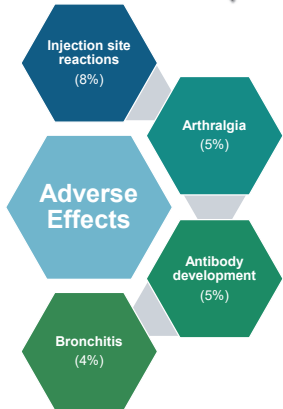 Injection site
reactions
(8%)
Arthralgia
(5%)
Adverse
Effects
Antibody
development
(5%)
Bronchitis
(4%)